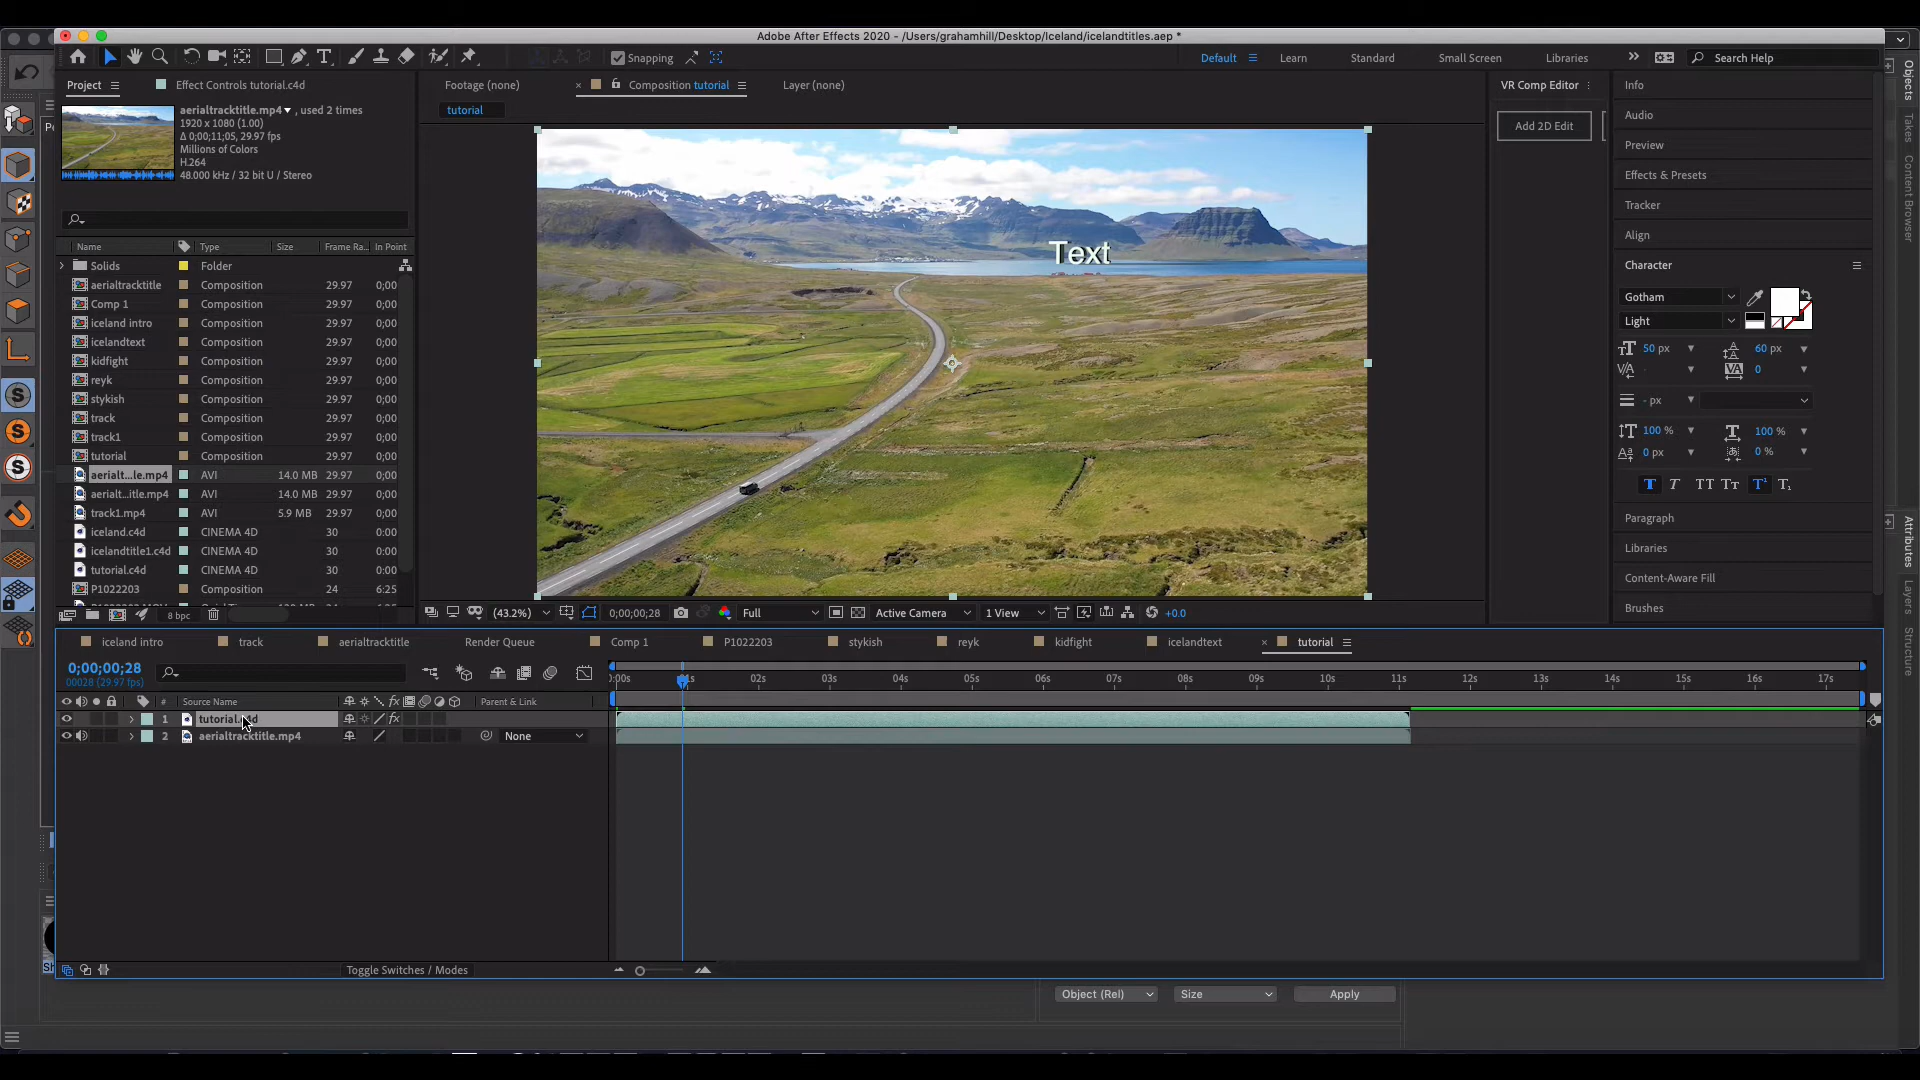 Adobe After Effects 2020 - /Users/grahamhill/Desktop/Iceland/icelandtitles.aep *
Snapping
Default
Learn
Standard
Small Screen
Libraries
Search Help
Project
Effect Controls tutorial.c4d
Footage (none)
Composition tutorial
Layer (none)
VR Comp Editor
Info
aerialtracktitle.mp4 , used 2 times
1920 x 1080 (1.00)
Δ 0;00;11;05, 29.97 fps
Millions of Colors
H.264
48.000 kHz / 32 bit U / Stereo
tutorial
Add 2D Edit
Audio
Preview
Effects & Presets
Tracker
Align
Character
Gotham
Light
50 px
60 px
0
- px
100 %
100 %
0 px
0 %
Paragraph
Libraries
Content-Aware Fill
Brushes
Name Type Size Frame Ra... In Point
Solids Folder
aerialtracktitle Composition 29.97 0;00
Comp 1 Composition 29.97 0;00
iceland intro Composition 29.97 0;00
icelandtext Composition 29.97 0;00
kidfight Composition 29.97 0;00
reyk Composition 29.97 0;00
stykish Composition 29.97 0;00
track Composition 29.97 0;00
track1 Composition 29.97 0;00
tutorial Composition 29.97 0;00
aerialt...le.mp4 AVI 14.0 MB 29.97 0;00
aerialt...itle.mp4 AVI 14.0 MB 29.97 0;00
track1.mp4 AVI 5.9 MB 29.97 0;00
iceland.c4d CINEMA 4D 30 0:00
icelandtitle1.c4d CINEMA 4D 30 0:00
tutorial.c4d CINEMA 4D 30 0:00
P1022203 Composition 24 6:25
8 bpc
Text
(43.2%)
0;00;00;28
Full
Active Camera
1 View
+0.0
iceland intro
track
aerialtracktitle
Render Queue
Comp 1
P1022203
stykish
reyk
kidfight
icelandtext
tutorial
0;00;00;28
00028 (29.97 fps)
# Source Name fx Parent & Link
:00s 02s 03s 04s 05s 06s 07s 08s 09s 10s 11s 12s 13s 14s 15s 16s 17s
1 fx
2 aerialtracktitle.mp4 None
Toggle Switches / Modes
Object (Rel)
Size
Apply
Objects
Takes
Content Browser
Attributes
Layers
Structure